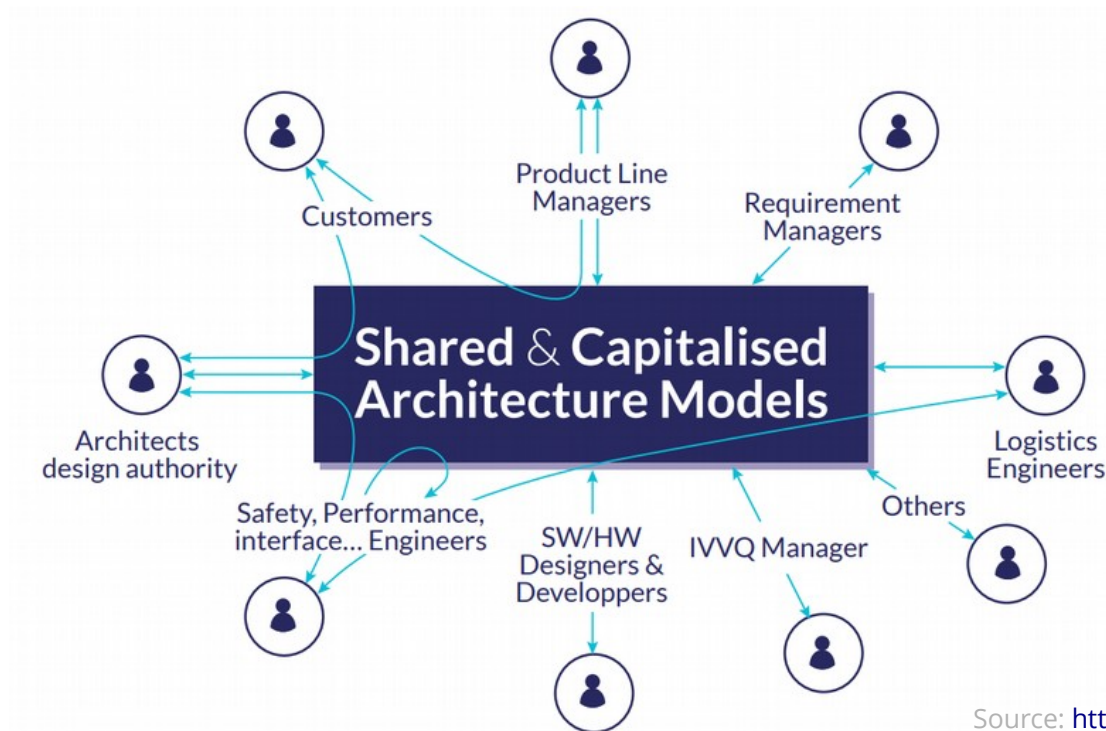 Product Line
Managers
Customers
Requirement
Managers
Shared & Capitalised
Architecture Models
Architects
design authority
Logistics
Engineers
Safety, Performance,
interface... Engineers
SW/HW
Designers &
Developpers
IVVQ Manager
Others
Source: htt